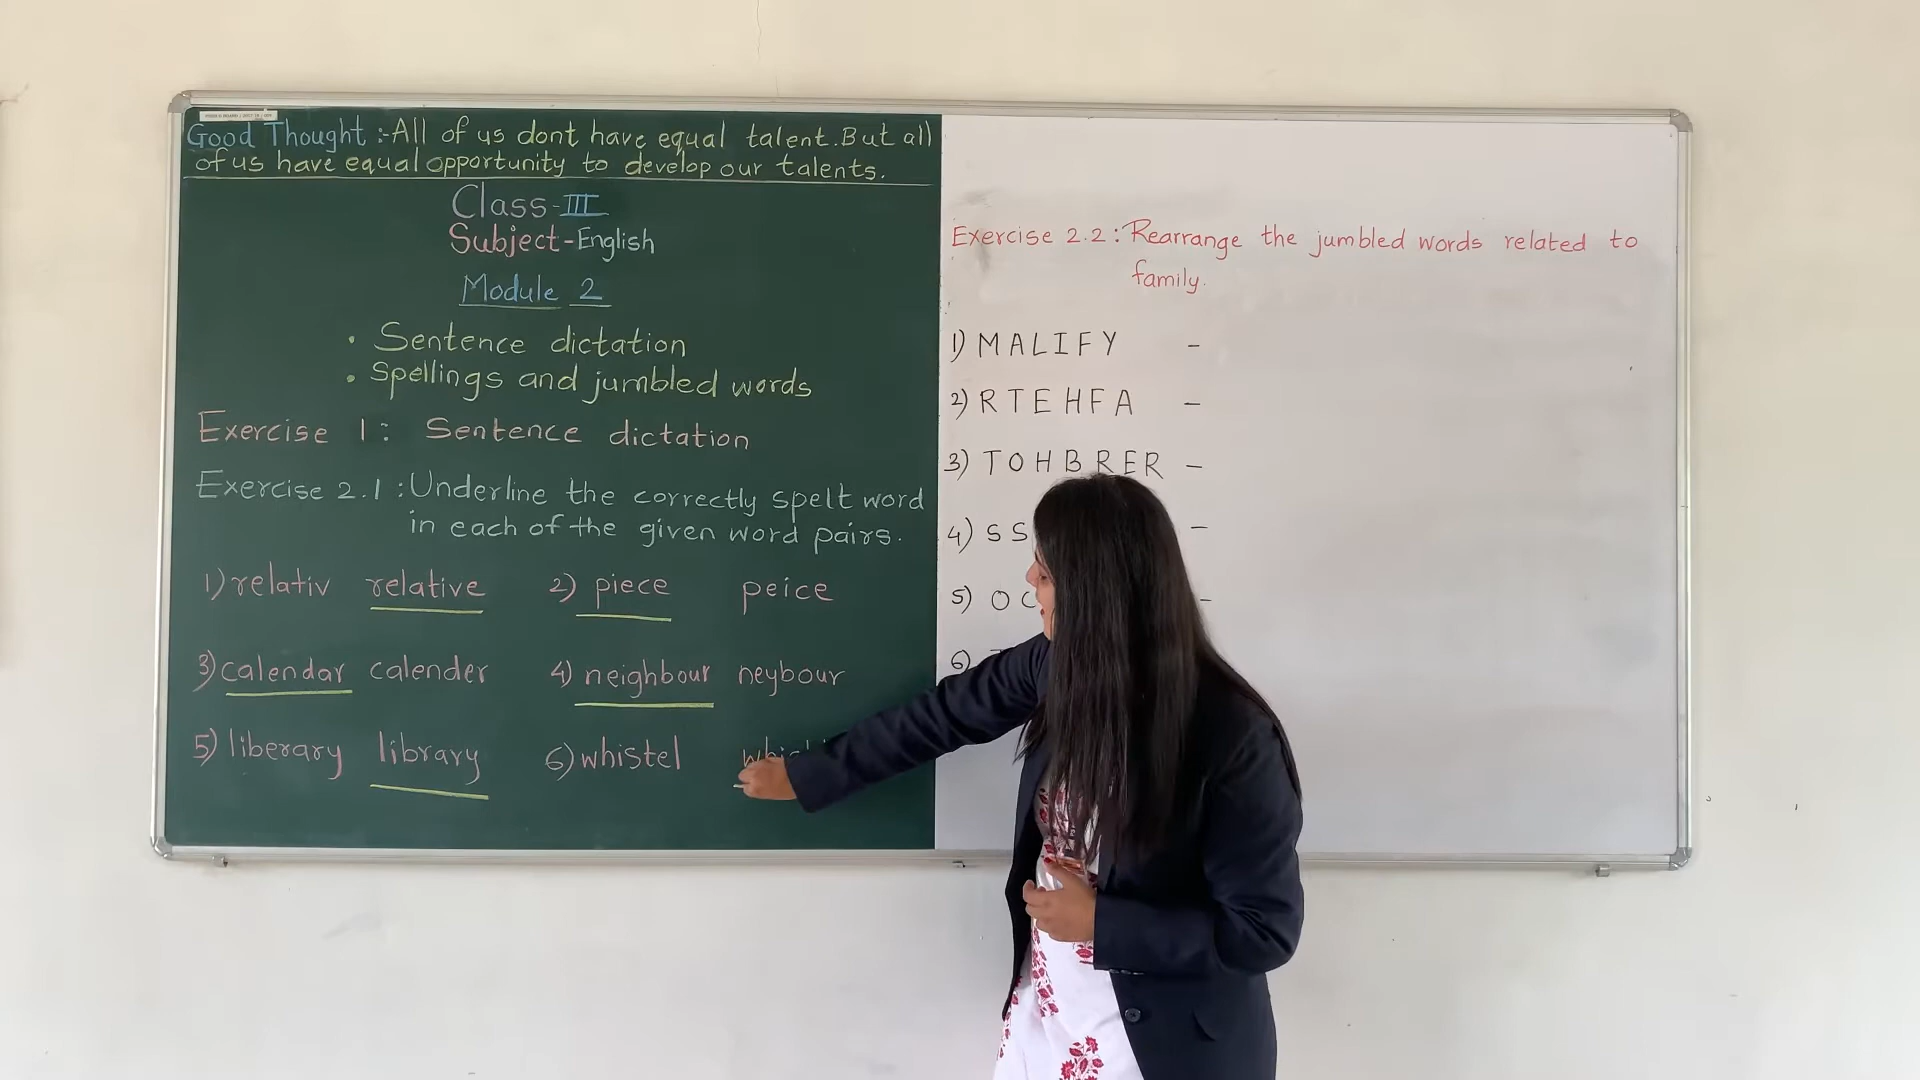 Good Thought :- All of us dont have equal talent. But all
of us have equal opportunity to develop our talents.
Class-III
Subject-English
Module 2
• Sentence dictation
• Spellings and jumbled words
Exercise 1: Sentence dictation
Exercise 2.1: Underline the correctly spelt word
in each of the given word pairs.
1) relativ relative 2) piece peice
3) calendar calender 4) neighbour neybour
5) liberary library 6) whistel
Exercise 2.2: Rearrange the jumbled words related to
family.
1) MALIFY -
2) RTEHFA -
3) TOHBRER -
4) SS -
5) OC -
6)